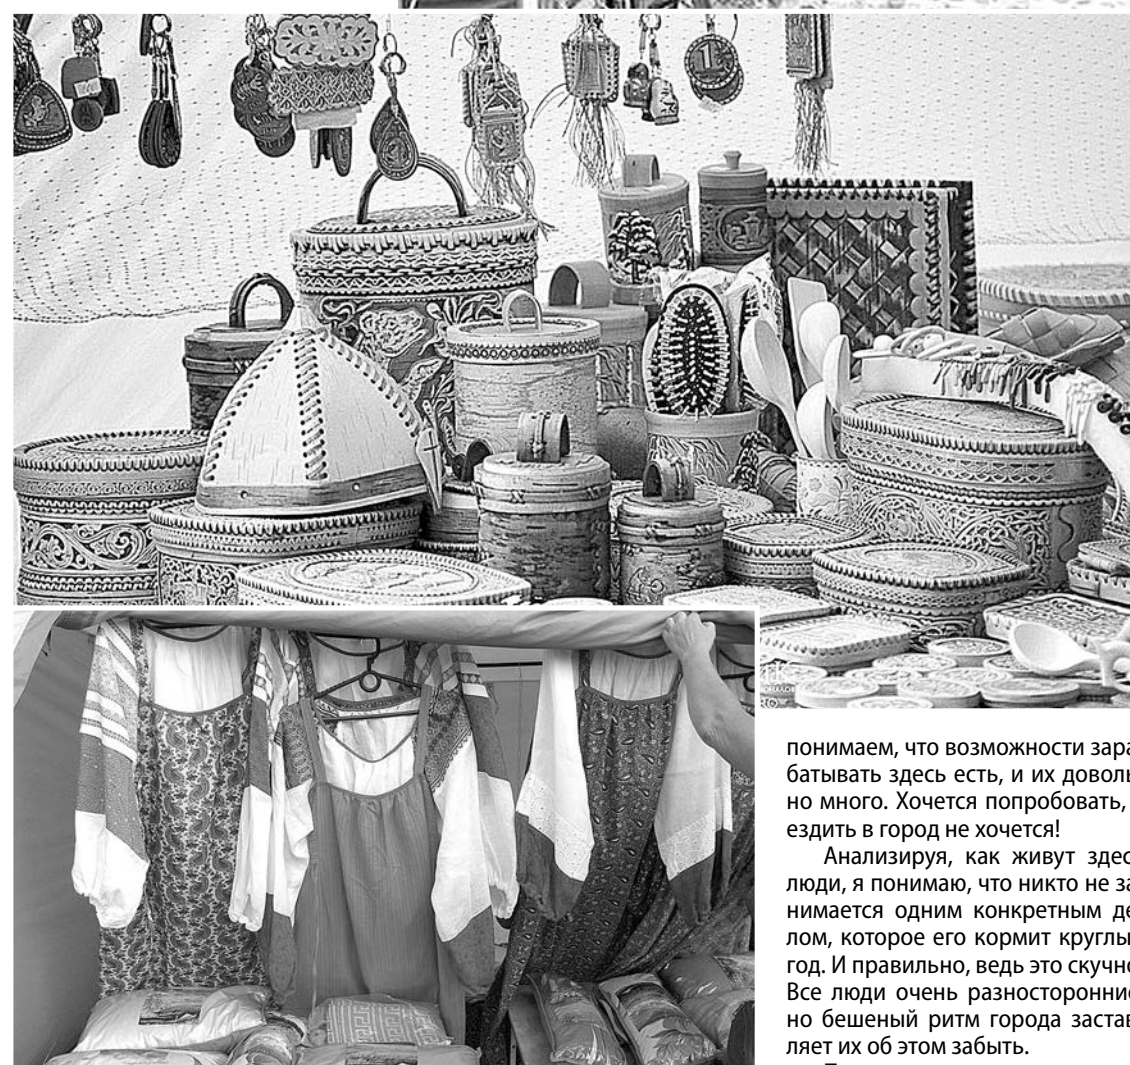 понимаем, что возможности зара
батывать здесь есть, и их доволь
но много. Хочется попробовать,
ездить в город не хочется!
Анализируя, как живут здес
люди, я понимаю, что никто не за
нимается одним конкретным де
лом, которое его кормит круглы
год. И правильно, ведь это скучно
Все люди очень разносторонние
но бешеный ритм города застав
ляет их об этом забыть.